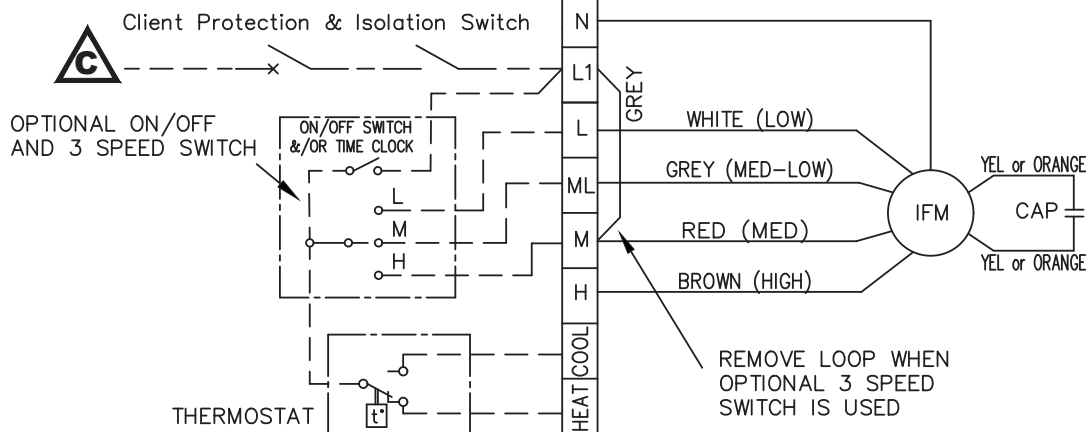 Client Protection & Isolation Switch
C
N
L1
GREY
OPTIONAL ON/OFF
AND 3 SPEED SWITCH
ON/OFF SWITCH
&/OR TIME CLOCK
L
WHITE (LOW)
L
ML
GREY (MED-LOW)
YEL or ORANGE
M
M
RED (MED)
IFM
CAP
H
H
BROWN (HIGH)
YEL or ORANGE
COOL
HEAT
THERMOSTAT
t°
REMOVE LOOP WHEN
OPTIONAL 3 SPEED
SWITCH IS USED